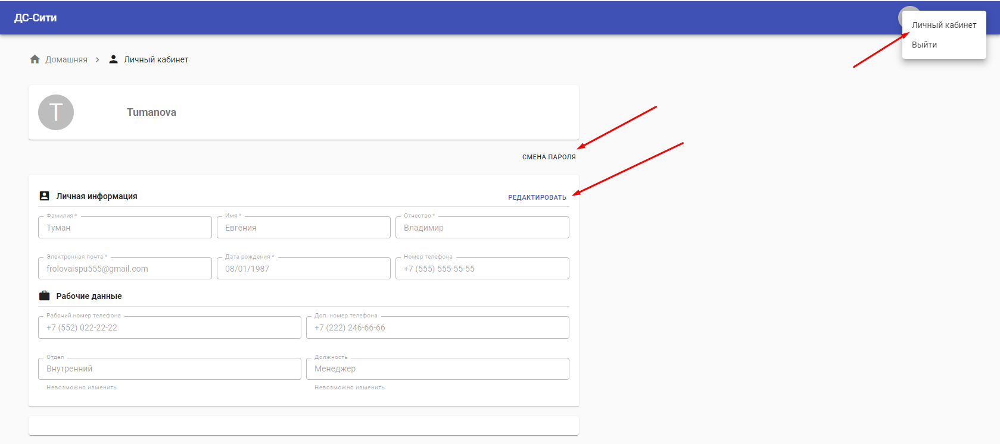 ДС-Сити
Личный кабинет
Выйти
Домашняя
Личный кабинет
T
Tumanova
СМЕНА ПАРОЛЯ
Личная информация
РЕДАКТИРОВАТЬ
Фамилия * Имя * Отчество *
Туман Евгения Владимир
Электронная почта * Дата рождения * Номер телефона
frolovaispu555@gmail.com 08/01/1987 +7 (555) 555-55-55
Рабочие данные
Рабочий номер телефона Доп. номер телефона
+7 (552) 022-22-22 +7 (222) 246-66-66
Отдел Должность
Внутренний Менеджер
Невозможно изменить Невозможно изменить